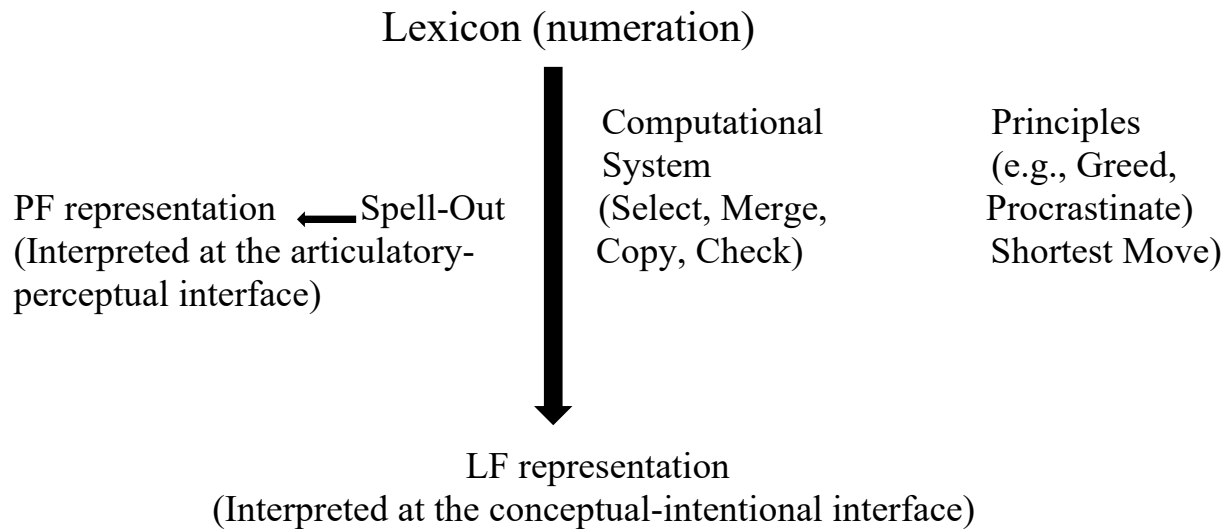 Lexicon (numeration)
Computational
System
(Select, Merge,
Copy, Check)
Principles
(e.g., Greed,
Procrastinate)
Shortest Move)
PF representation
Spell-Out
(Interpreted at the articulatory-
perceptual interface)
LF representation
(Interpreted at the conceptual-intentional interface)